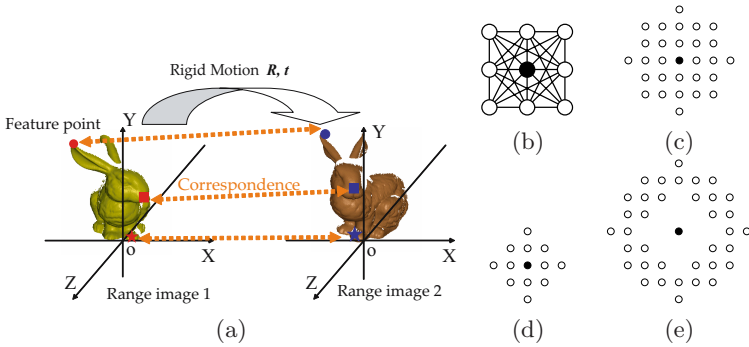 Rigid Motion R, t
Feature point
Y
Y
Correspondence
o
X
o
X
Z
Z
Range image 1
Range image 2
(a)
(b)
(c)
(d)
(e)